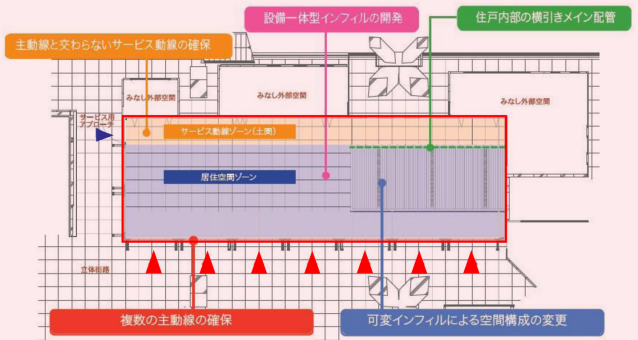 設備一体型インフィルの開発
住戸内部の横引きメイン配管
主動線と交わらないサービス動線の確保
みなし外部空間
みなし外部空間
みなし外部空間
サービス用
アプローチ
サービス動線ゾーン(土間)
居住空間ゾーン
立体街路
複数の主動線の確保
可変インフィルによる空間構成の変更